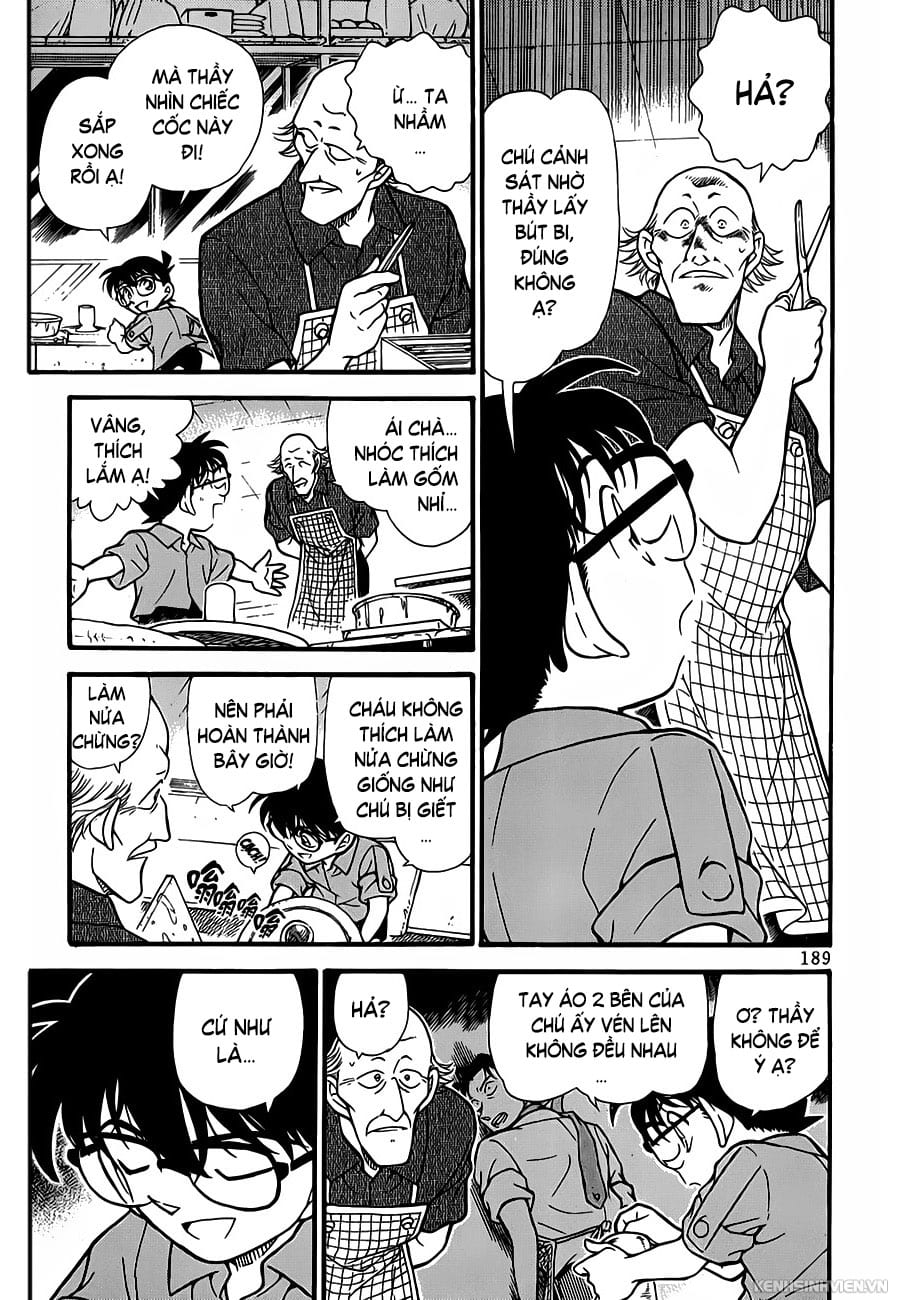 HẢ?
CHÚ CẢNH
SÁT NHỜ
THẦY LẤY
BÚT BI,
ĐÚNG
KHÔNG
Ạ?
Ừ... TA
NHẦM
...
MÀ THẦY
NHÌN CHIẾC
CỐC NÀY
ĐI!
SẮP
XONG
RỒI Ạ!
ÁI CHÀ...
NHÓC THÍCH
LÀM GỐM
NHỈ...
VÂNG,
THÍCH
LẮM Ạ!
CHÁU KHÔNG
THÍCH LÀM
NỬA CHỪNG
GIỐNG NHƯ
CHÚ BỊ GIẾT
...
NÊN PHẢI
HOÀN THÀNH
BÂY GIỜ!
CẠCH!
LÀM
NỬA
CHỪNG?
189
Ơ? THẦY
KHÔNG ĐỂ
Ý Ạ?
TAY ÁO 2 BÊN CỦA
CHÚ ẤY VÉN LÊN
KHÔNG ĐỀU NHAU
...
HẢ?
CỨ NHƯ
LÀ...
KENHSINHVIEN.VN